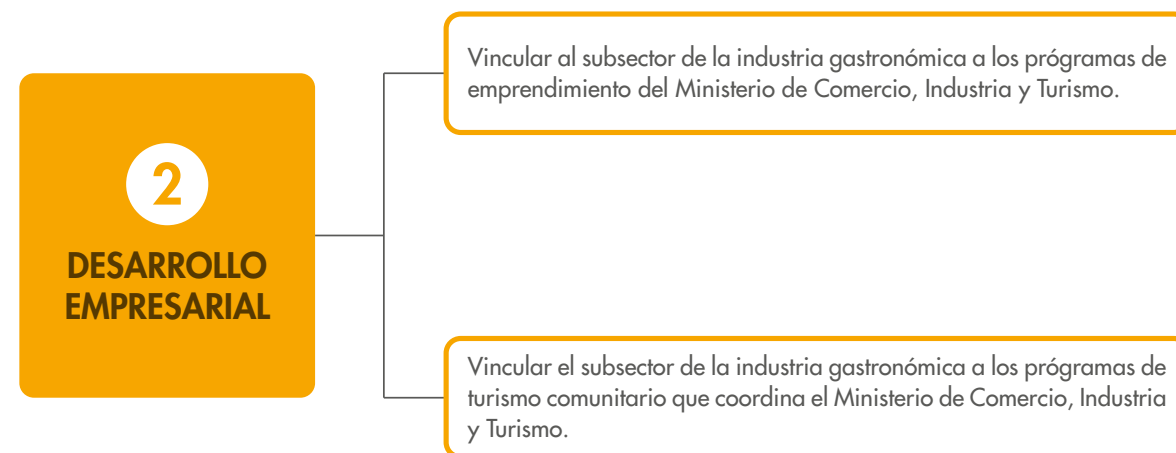 2
DESARROLLO
EMPRESARIAL
Vincular al subsector de la industria gastronómica a los prógramas de
emprendimiento del Ministerio de Comercio, Industria y Turismo.
Vincular el subsector de la industria gastronómica a los prógramas de
turismo comunitario que coordina el Ministerio de Comercio, Industria
y Turismo.